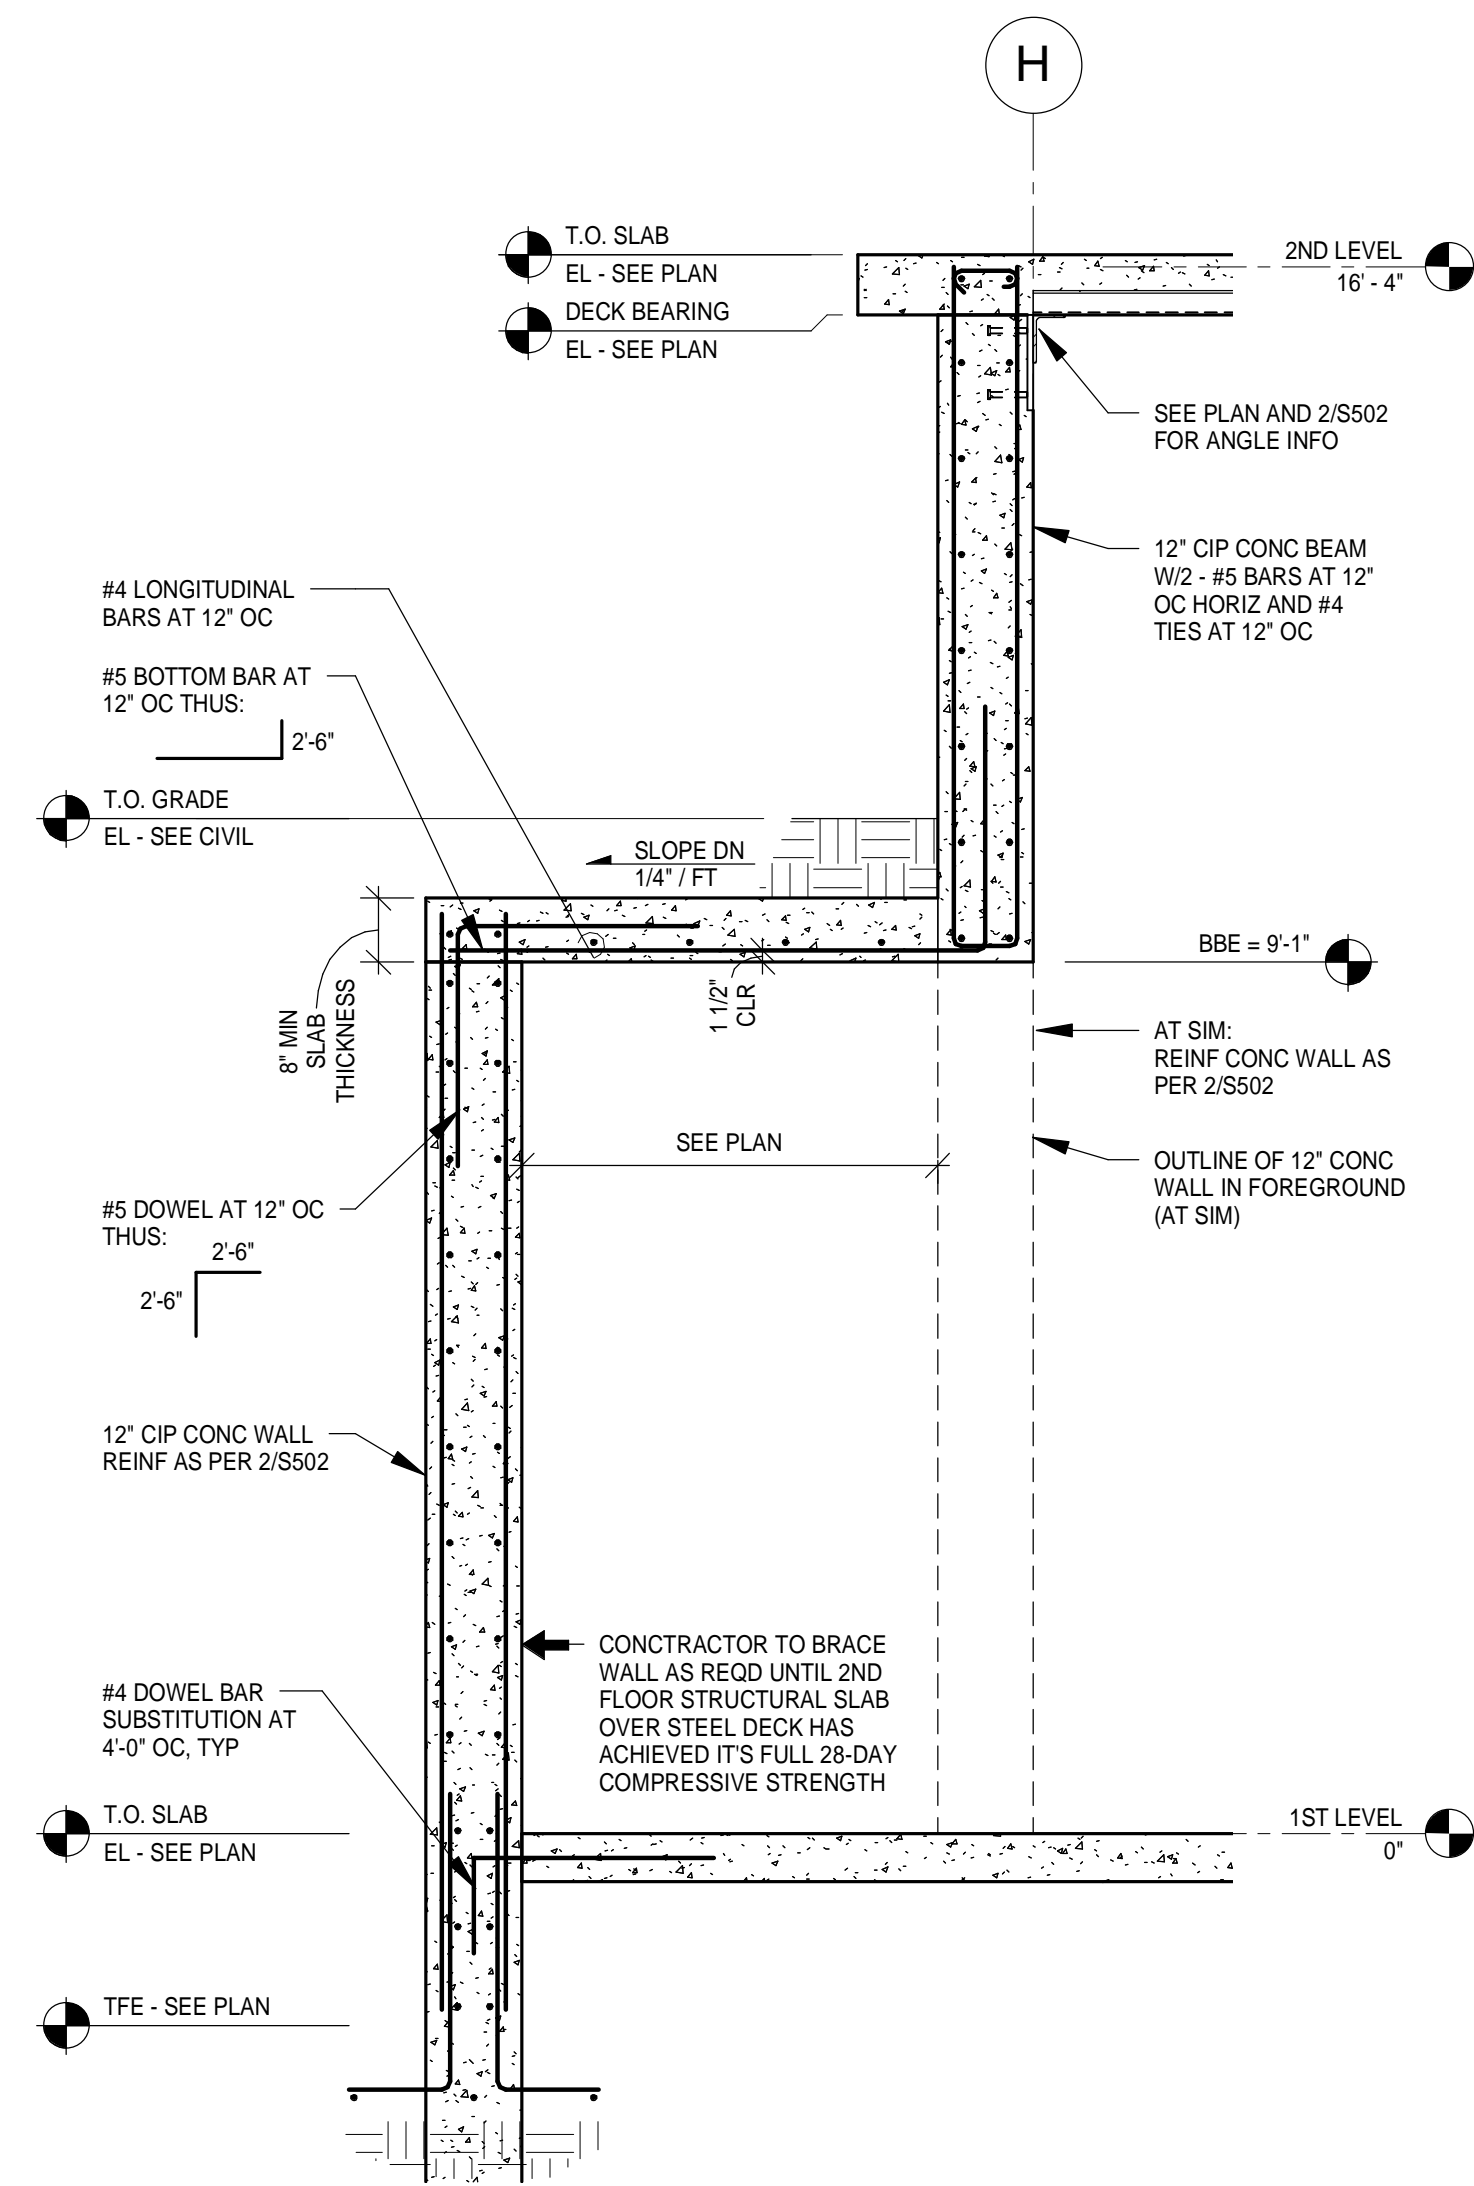 H
T.O. SLAB
EL - SEE PLAN
DECK BEARING
EL - SEE PLAN
2ND LEVEL
16' - 4"
SEE PLAN AND 2/S502
FOR ANGLE INFO
12" CIP CONC BEAM
W/2 - #5 BARS AT 12"
OC HORIZ AND #4
TIES AT 12" OC
#4 LONGITUDINAL
BARS AT 12" OC
#5 BOTTOM BAR AT
12" OC THUS:
2'-6"
T.O. GRADE
EL - SEE CIVIL
SLOPE DN
1/4" / FT
8" MIN
SLAB
THICKNESS
1 1/2"
CLR
BBE = 9'-1"
AT SIM:
REINF CONC WALL AS
PER 2/S502
SEE PLAN
OUTLINE OF 12" CONC
WALL IN FOREGROUND
(AT SIM)
#5 DOWEL AT 12" OC
THUS:
2'-6"
2'-6"
12" CIP CONC WALL
REINF AS PER 2/S502
CONCTRACTOR TO BRACE
WALL AS REQD UNTIL 2ND
FLOOR STRUCTURAL SLAB
OVER STEEL DECK HAS
ACHIEVED IT'S FULL 28-DAY
COMPRESSIVE STRENGTH
#4 DOWEL BAR
SUBSTITUTION AT
4'-0" OC, TYP
T.O. SLAB
EL - SEE PLAN
1ST LEVEL
0"
TFE - SEE PLAN